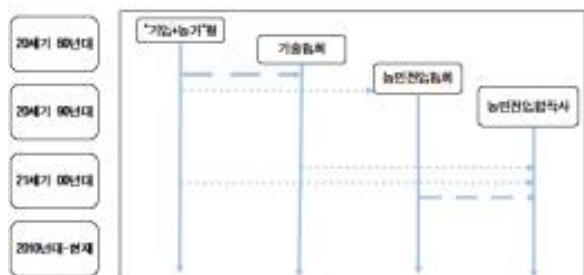 20세기 80년대
20세기 90년대
21세기 00년대
2010년대-현재
"기업+농가"형
기술협회
농민전업협회
농민전업합작사